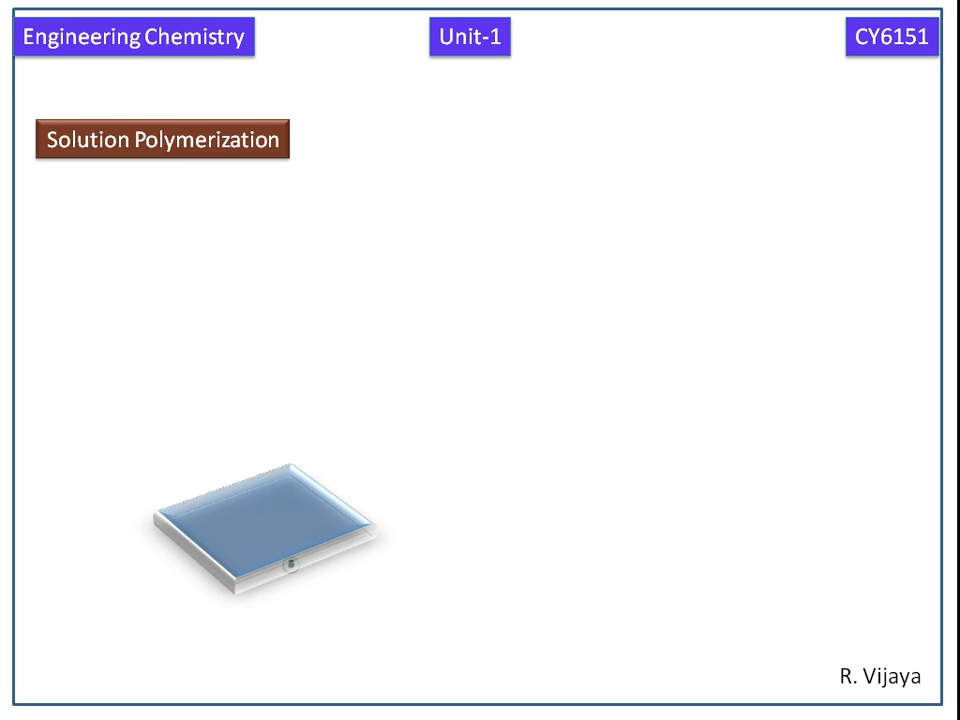 Engineering Chemistry
Unit-1
CY6151
Solution Polymerization
R. Vijaya